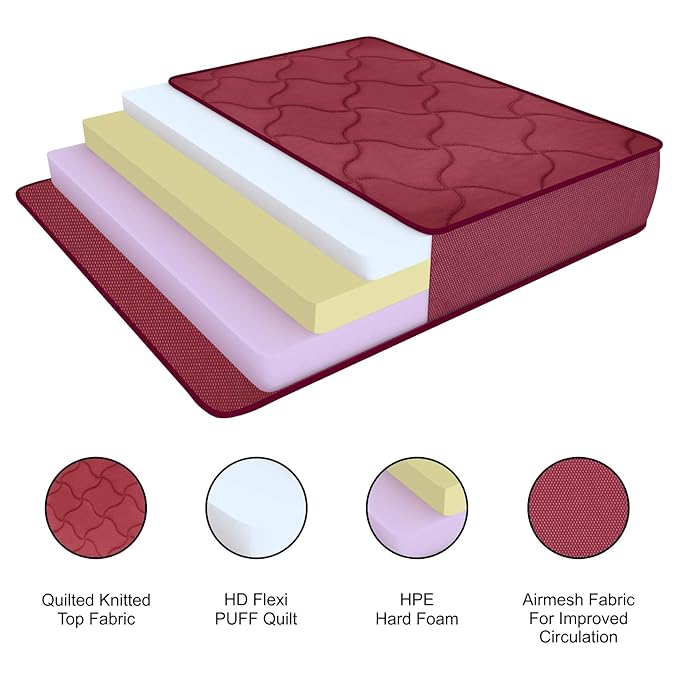 Quilted Knitted
Top Fabric
HD Flexi
PUFF Quilt
HPE
Hard Foam
Airmesh Fabric
For Improved
Circulation